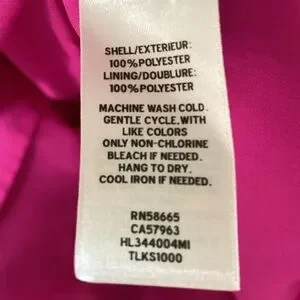 SHELL/EXTERIEUR:
100%POLYESTER
LINING/DOUBLURE:
100%POLYESTER
MACHINE WASH COLD.
GENTLE CYCLE.WITH
LIKE COLORS
ONLY NON-CHLORINE
BLEACH IF NEEDED.
HANG TO DRY.
COOL IRON IF NEEDED.
RN58665
CA57963
HL344004MI
TLKS1000